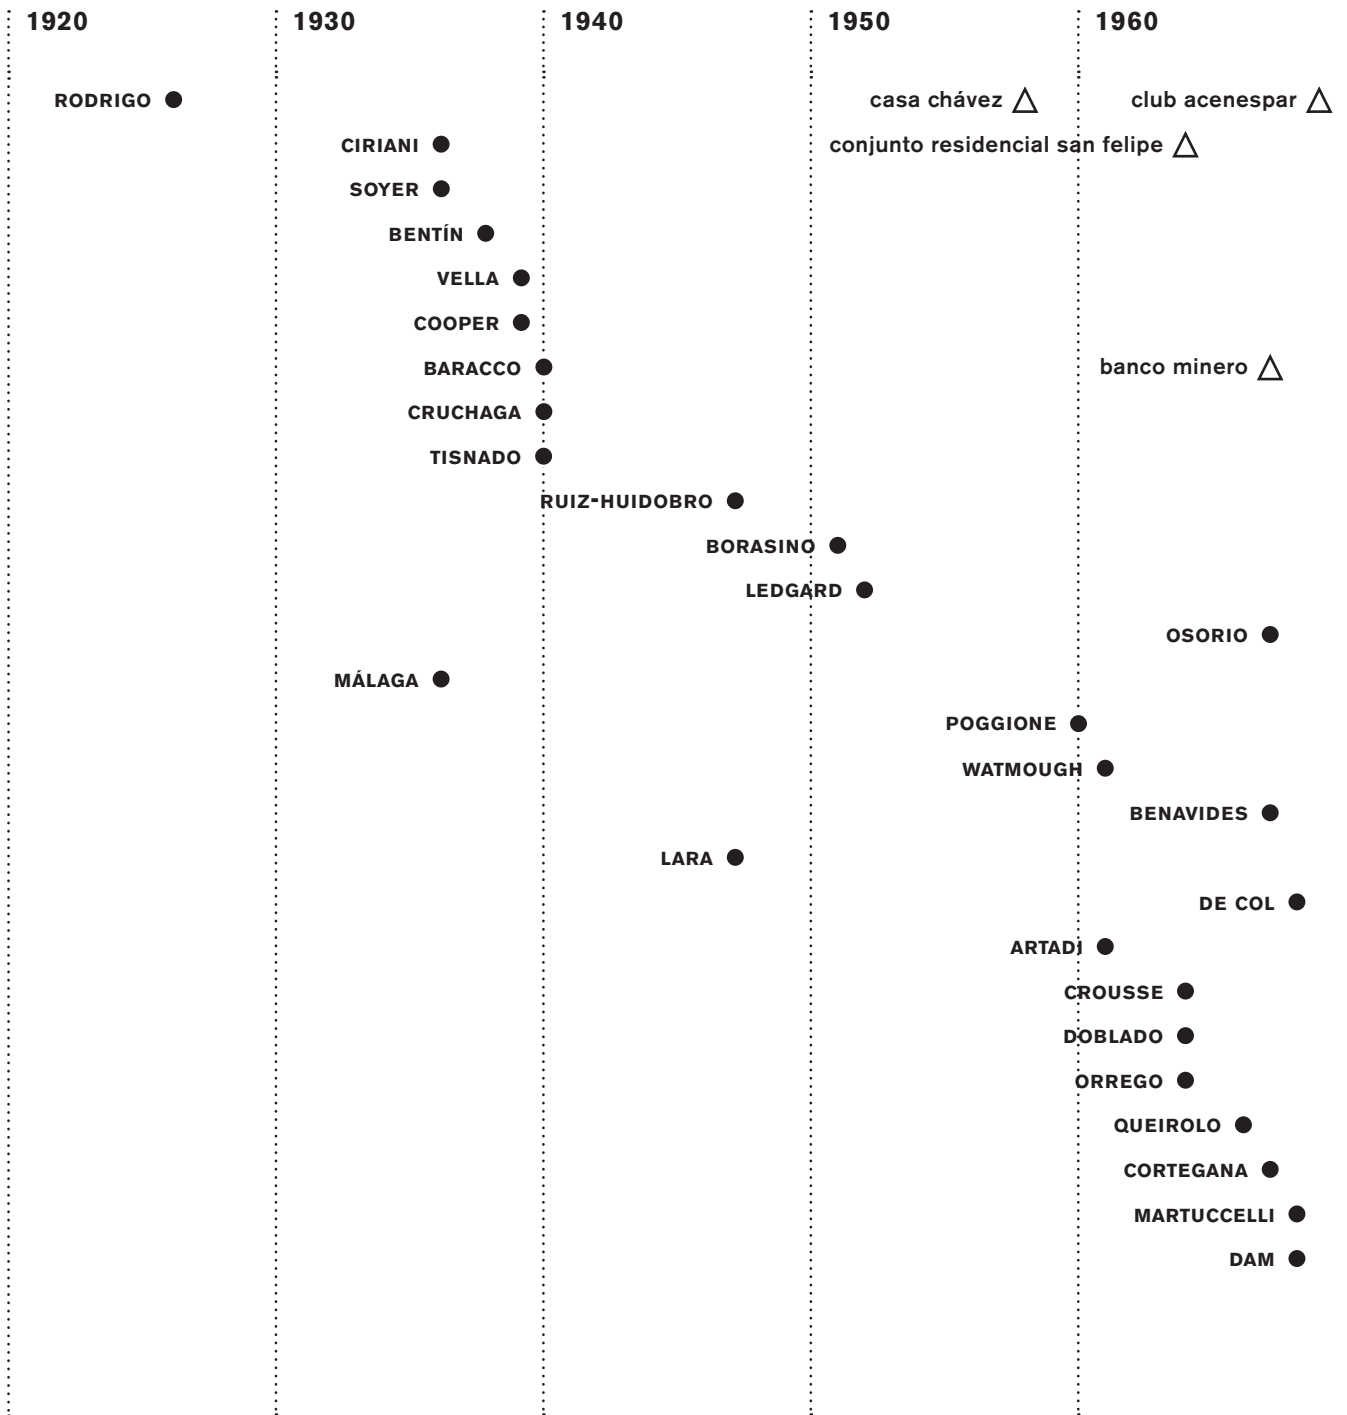 1920 1930 1940 1950 1960
RODRIGO casa chávez club acenespar
CIRIANI conjunto residencial san felipe
SOYER
BENTÍN
VELLA
COOPER
BARACCO banco minero
CRUCHAGA
TISNADO
RUIZ-HUIDOBRO
BORASINO
LEDGARD
OSORIO
MÁLAGA
POGGIONE
WATMOUGH
BENAVIDES
LARA
DE COL
ARTADI
CROUSSE
DOBLADO
ORREGO
QUEIROLO
CORTEGANA
MARTUCCELLI
DAM